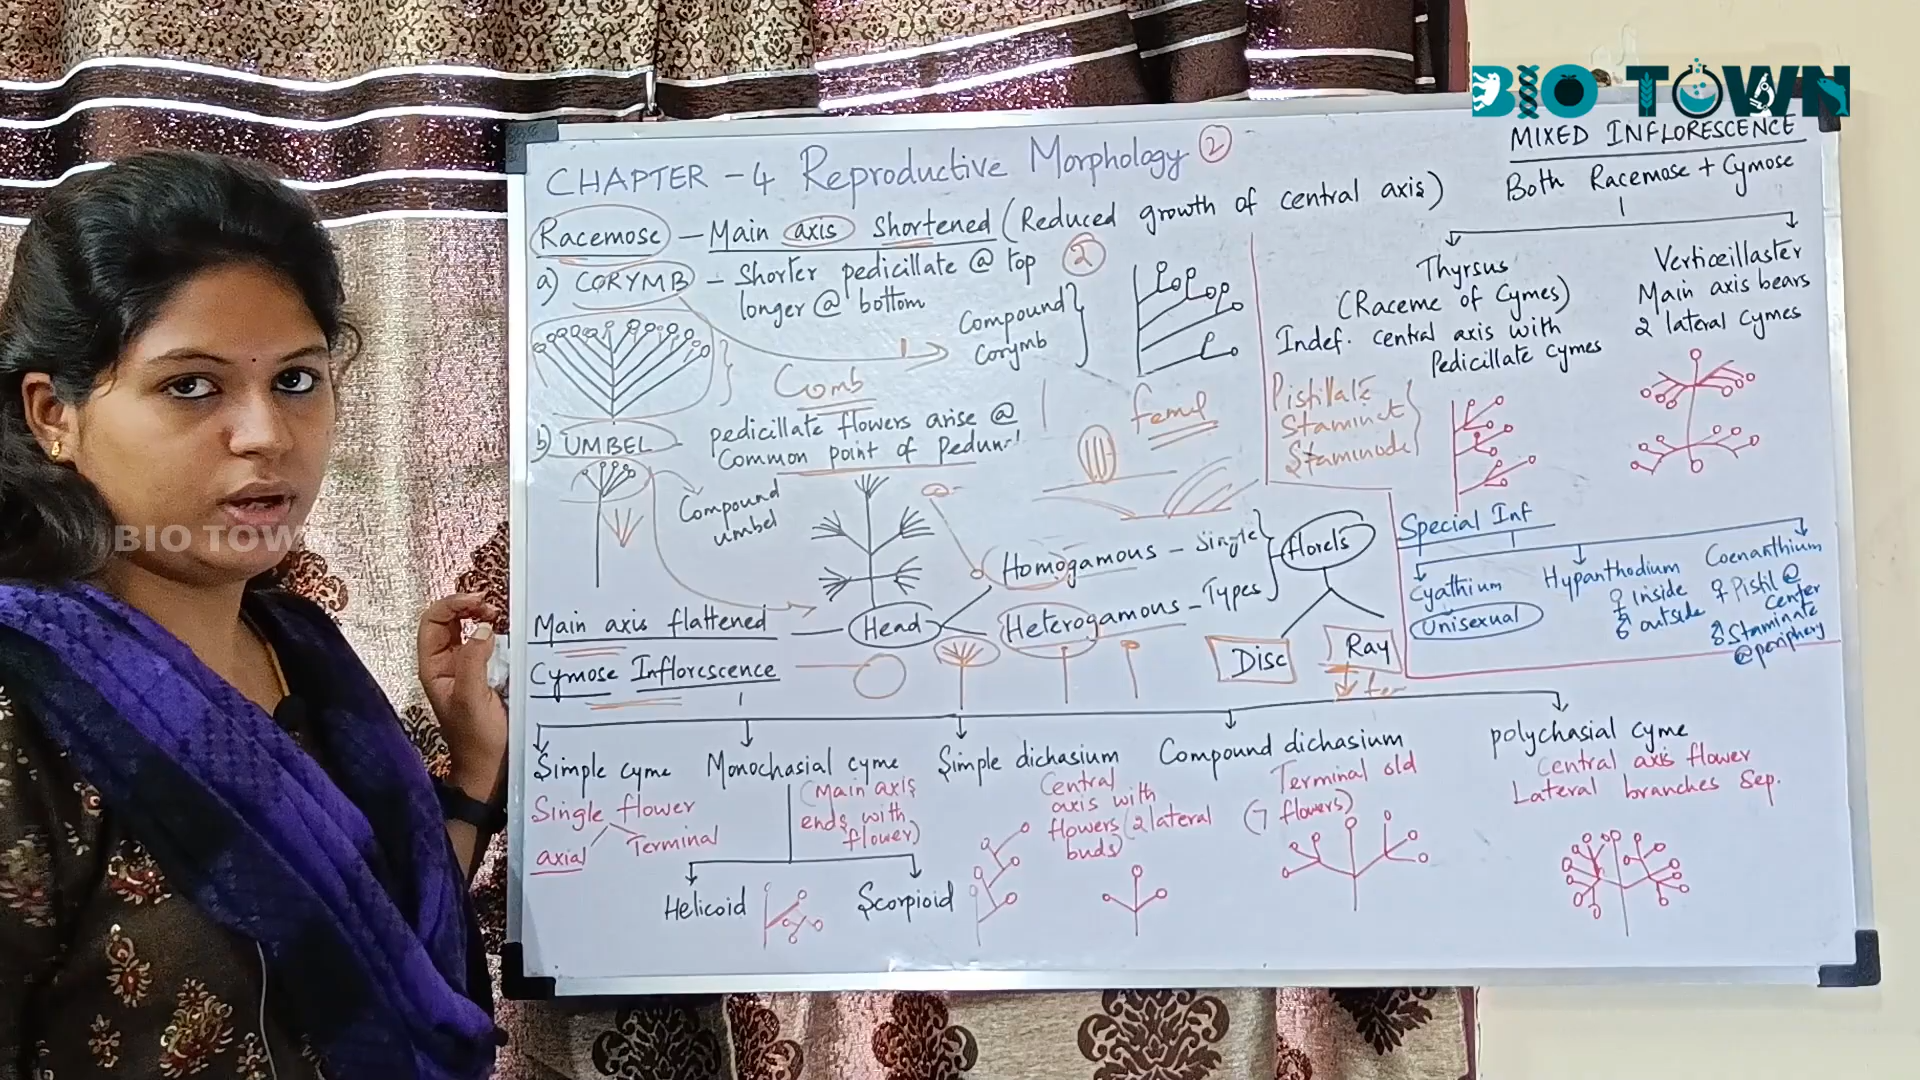 BIO TOWN
MIXED INFLORESCENCE
Both Racemose + Cymose
CHAPTER - 4 Reproductive Morphology 2
Racemose - Main axis Shortened (Reduced growth of central axis)
a) CORYMB - Shorter pedicillate @ top
longer @ bottom
2
Compound
Corymb
Comb
b) UMBEL - pedicillate flowers arise @
Common point of
Compound
umbel
Pistillate
Staminode
Thyrsus
(Raceme of Cymes)
Indef. central axis with
Pedicillate cymes
Verticeillaster
Main axis bears
2 lateral Cymes
BIO TOWN
Homogamous - Single
Heterogamous - Types
florets
Disc
Ray
Main axis flattened - Head
Special Inf
Cyathium
Unisexual
Hypanthodium
♀ inside
♂ outside
Coenanthium
♀ Pistil @
center
♂ Staminate
@periphery
Cymose Inflorescence
Simple cyme
Single flower
axial
Terminal
Monochasial cyme
(Main axis
ends with
flower)
Helicoid
Scorpioid
Simple dichasium
Central
axis with
flowers (2 lateral
buds)
Compound dichasium
Terminal old
(7 flowers)
polychasial cyme
Central axis flower
Lateral branches Sep.